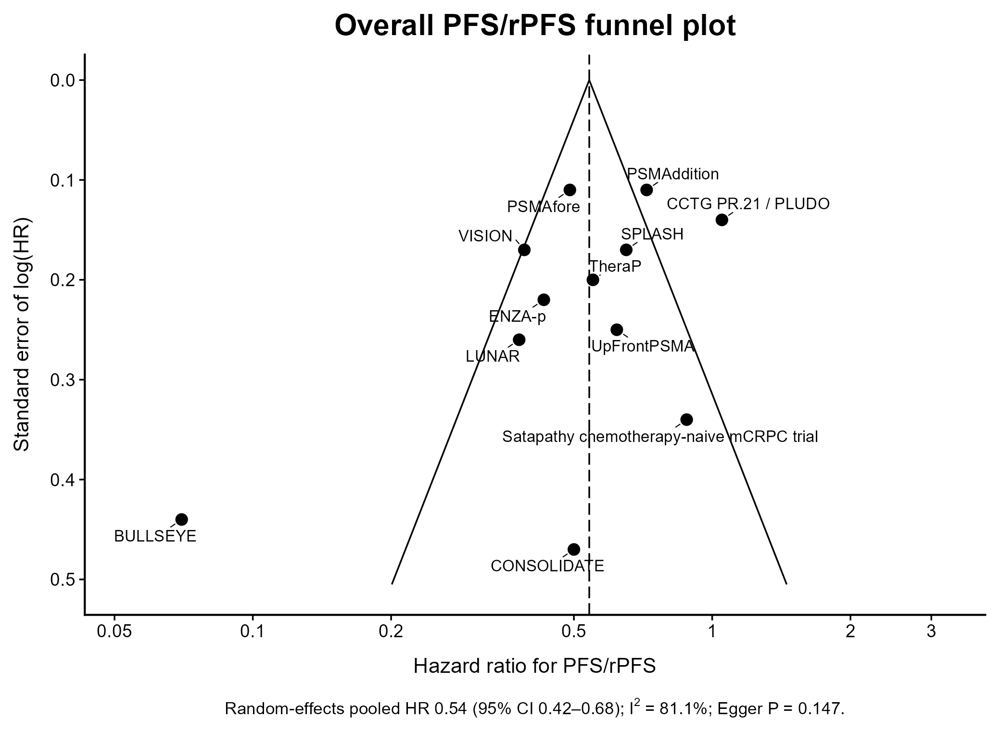 Overall PFS/rPFS funnel plot
Standard error of log(HR)
0.0
0.1
0.2
0.3
0.4
0.5
PSMAddition
PSMAfore
CCTG PR.21 / PLUDO
VISION
SPLASH
TheraP
ENZA-p
UpFrontPSMA
LUNAR
Satapathy chemotherapy-naive mCRPC trial
BULLSEYE
CONSOLIDATE
0.05
0.1
0.2
0.5
1
2
3
Hazard ratio for PFS/rPFS
Random-effects pooled HR 0.54 (95% CI 0.42–0.68); I² = 81.1%; Egger P = 0.147.